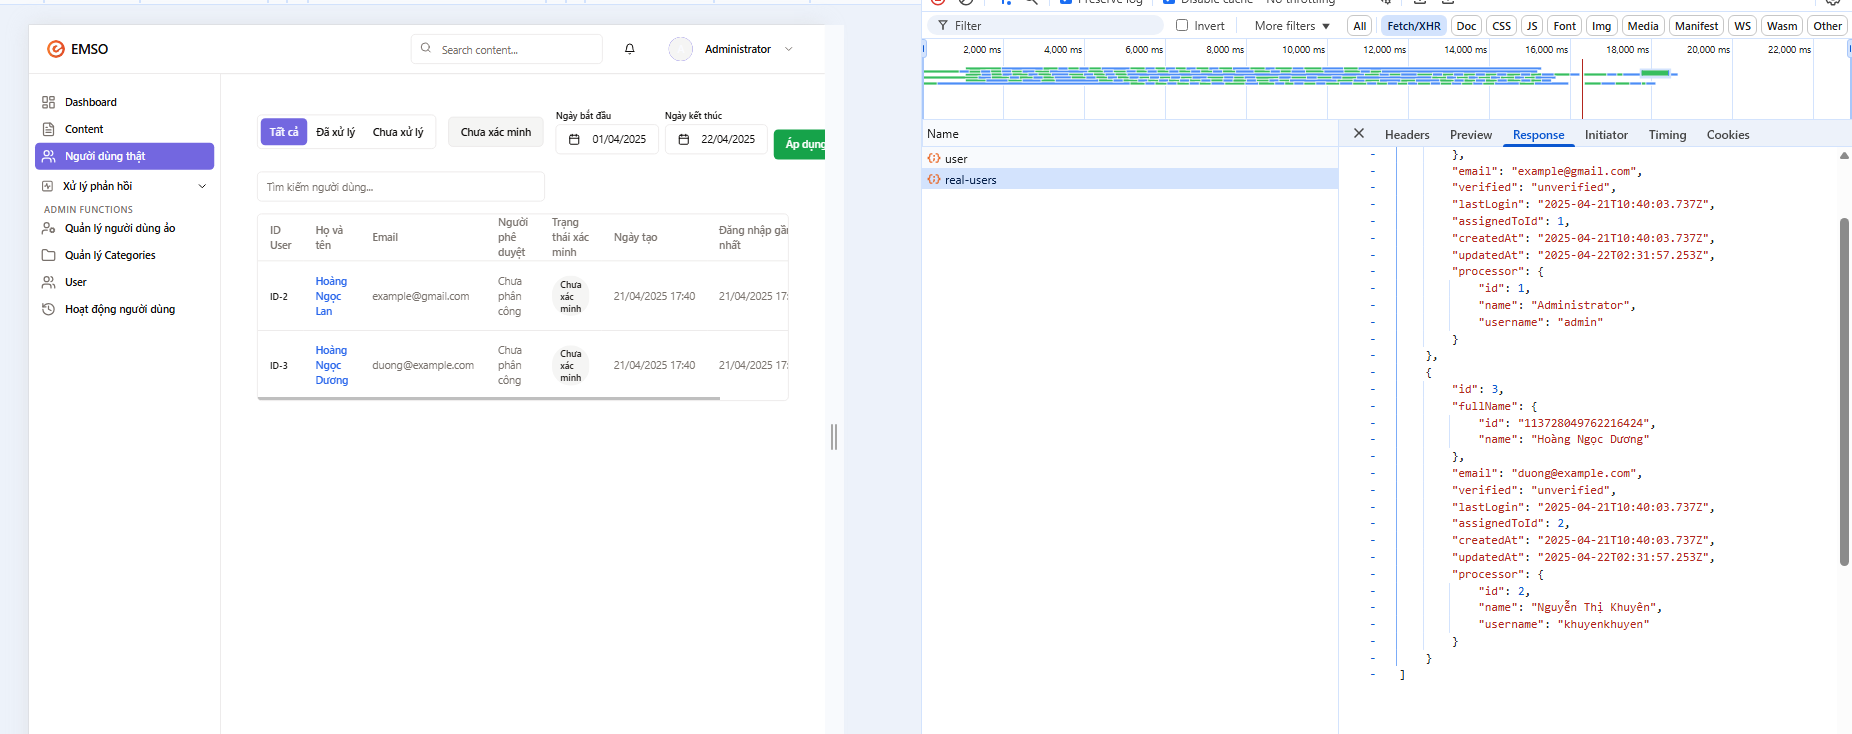 EMSO
Search content...
Administrator
Dashboard
Content
Người dùng thật
Xử lý phản hồi
ADMIN FUNCTIONS
Quản lý người dùng ảo
Quản lý Categories
User
Hoạt động người dùng
Tất cả
Đã xử lý
Chưa xử lý
Chưa xác minh
Ngày bắt đầu
01/04/2025
Ngày kết thúc
22/04/2025
Áp dụng
Tìm kiếm người dùng...
ID
User
Họ và
tên
Email
Người
phê
duyệt
Trạng
thái xác
minh
Ngày tạo
Đăng nhập gần
nhất
ID-2
Hoàng
Ngọc
Lan
example@gmail.com
Chưa
phân
công
Chưa
xác
minh
21/04/2025 17:40
21/04/2025 17:
ID-3
Hoàng
Ngọc
Dương
duong@example.com
Chưa
phân
công
Chưa
xác
minh
21/04/2025 17:40
21/04/2025 17:
Preserve log
Disable cache
No throttling
Filter
Invert
More filters
All
Fetch/XHR
Doc
CSS
JS
Font
Img
Media
Manifest
WS
Wasm
Other
2,000 ms
4,000 ms
6,000 ms
8,000 ms
10,000 ms
12,000 ms
14,000 ms
16,000 ms
18,000 ms
20,000 ms
22,000 ms
Name
user
real-users
Headers
Preview
Response
Initiator
Timing
Cookies
},
"email": "example@gmail.com",
"verified": "unverified",
"lastLogin": "2025-04-21T10:40:03.737Z",
"assignedToId": 1,
"createdAt": "2025-04-21T10:40:03.737Z",
"updatedAt": "2025-04-22T02:31:57.253Z",
"processor": {
"id": 1,
"name": "Administrator",
"username": "admin"
}
},
{
"id": 3,
"fullName": {
"id": "113728049762216424",
"name": "Hoàng Ngọc Dương"
},
"email": "duong@example.com",
"verified": "unverified",
"lastLogin": "2025-04-21T10:40:03.737Z",
"assignedToId": 2,
"createdAt": "2025-04-21T10:40:03.737Z",
"updatedAt": "2025-04-22T02:31:57.253Z",
"processor": {
"id": 2,
"name": "Nguyễn Thị Khuyên",
"username": "khuyenkhuyen"
}
}
]